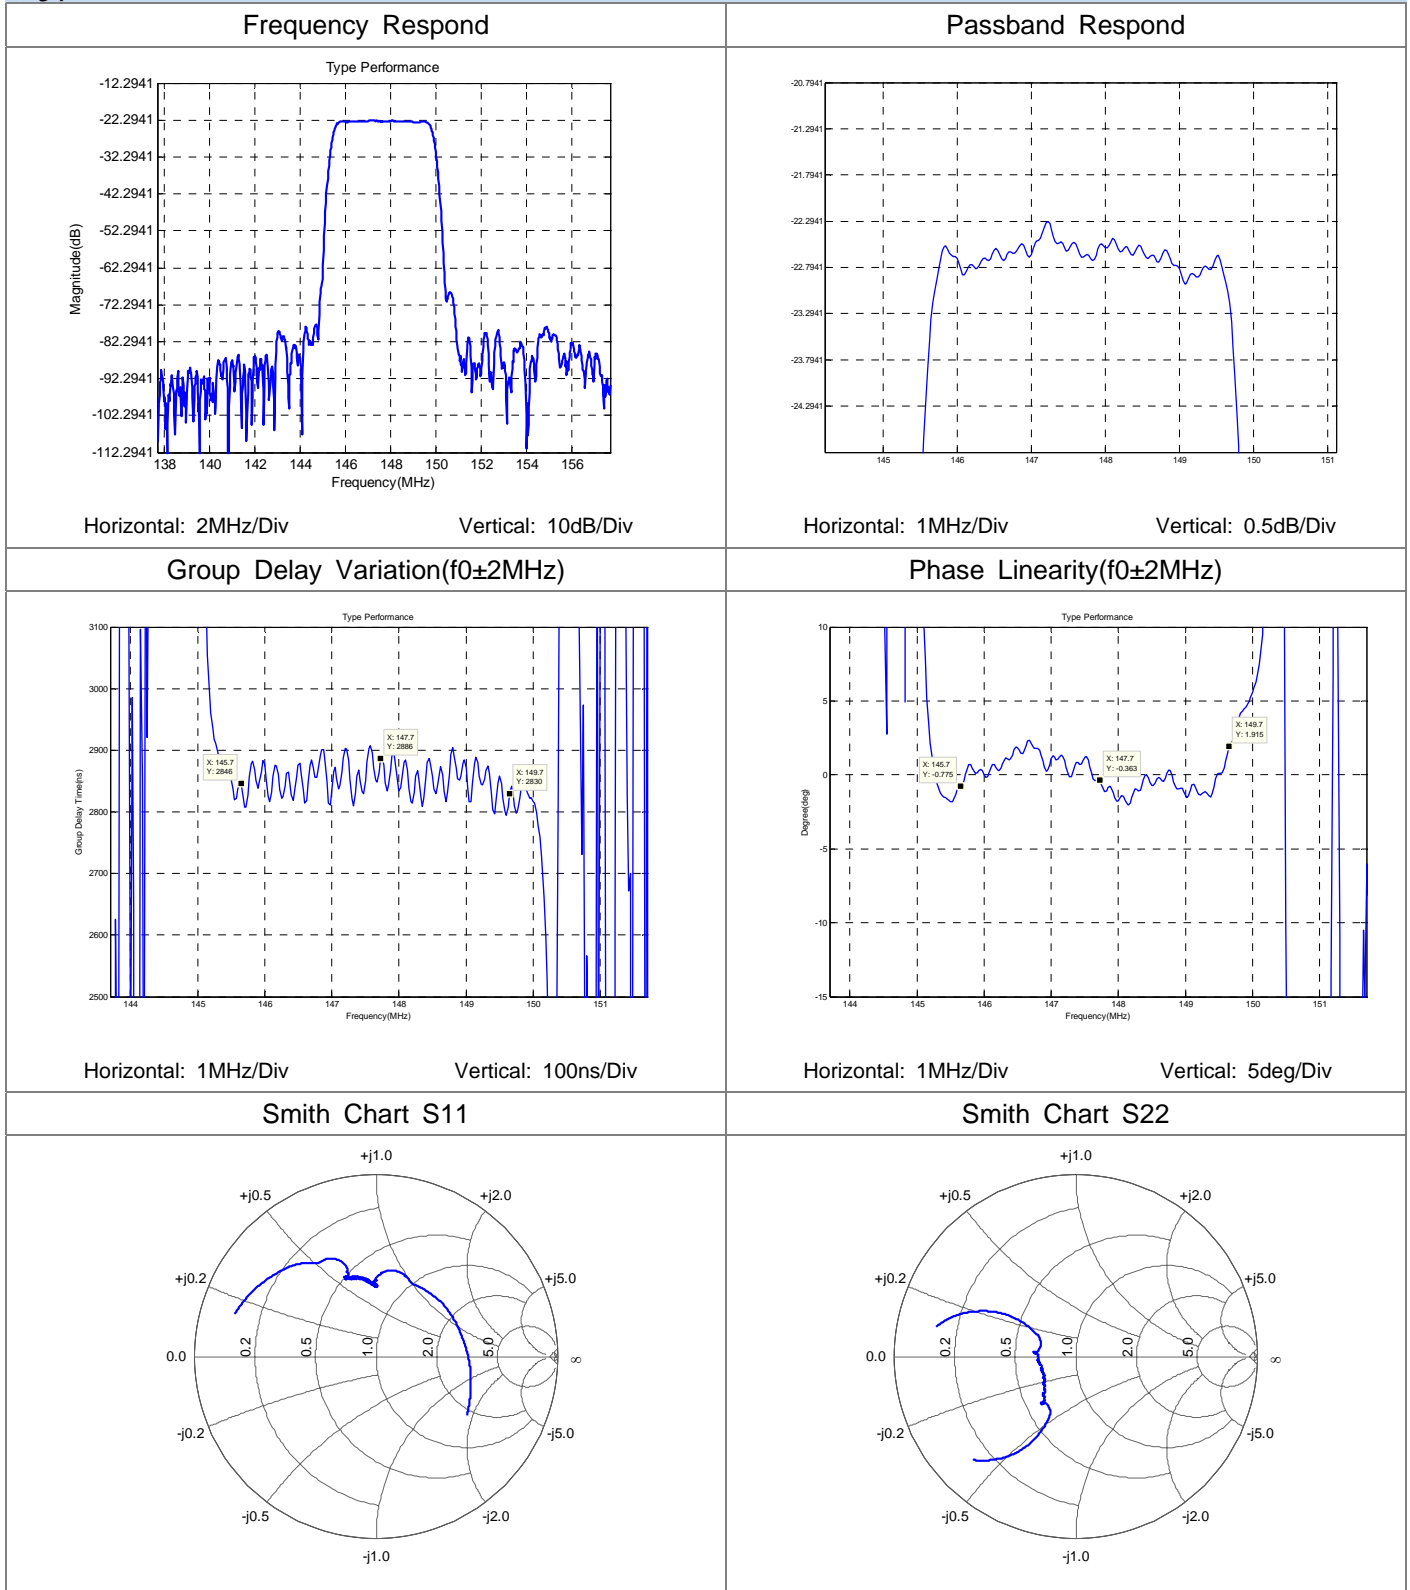 Frequency Respond
Passband Respond
Type Performance
-12.2941
-22.2941
-32.2941
-42.2941
-52.2941
-62.2941
-72.2941
-82.2941
-92.2941
-102.2941
-112.2941
Magnitude(dB)
138 140 142 144 146 148 150 152 154 156
Frequency(MHz)
Horizontal: 2MHz/Div Vertical: 10dB/Div
-20.7941
-21.2941
-21.7941
-22.2941
-22.7941
-23.2941
-23.7941
-24.2941
145 146 147 148 149 150 151
Horizontal: 1MHz/Div Vertical: 0.5dB/Div
Group Delay Variation(f0±2MHz)
Phase Linearity(f0±2MHz)
Type Performance
3100
3000
2900
2800
2700
2600
2500
Group Delay Time(ns)
X: 145.7
Y: 2846
X: 147.7
Y: 2886
X: 149.7
Y: 2830
144 145 146 147 148 149 150 151
Frequency(MHz)
Horizontal: 1MHz/Div Vertical: 100ns/Div
Type Performance
10
5
0
-5
-10
-15
Degree(deg)
X: 145.7
Y: -0.775
X: 147.7
Y: -0.363
X: 149.7
Y: 1.915
144 145 146 147 148 149 150 151
Frequency(MHz)
Horizontal: 1MHz/Div Vertical: 5deg/Div
Smith Chart S11
Smith Chart S22
+j1.0
+j0.5
+j2.0
+j0.2
+j5.0
0.0
0.2
0.5
1.0
2.0
5.0
∞
-j0.2
-j5.0
-j0.5
-j2.0
-j1.0
+j1.0
+j0.5
+j2.0
+j0.2
+j5.0
0.0
0.2
0.5
1.0
2.0
5.0
∞
-j0.2
-j5.0
-j0.5
-j2.0
-j1.0